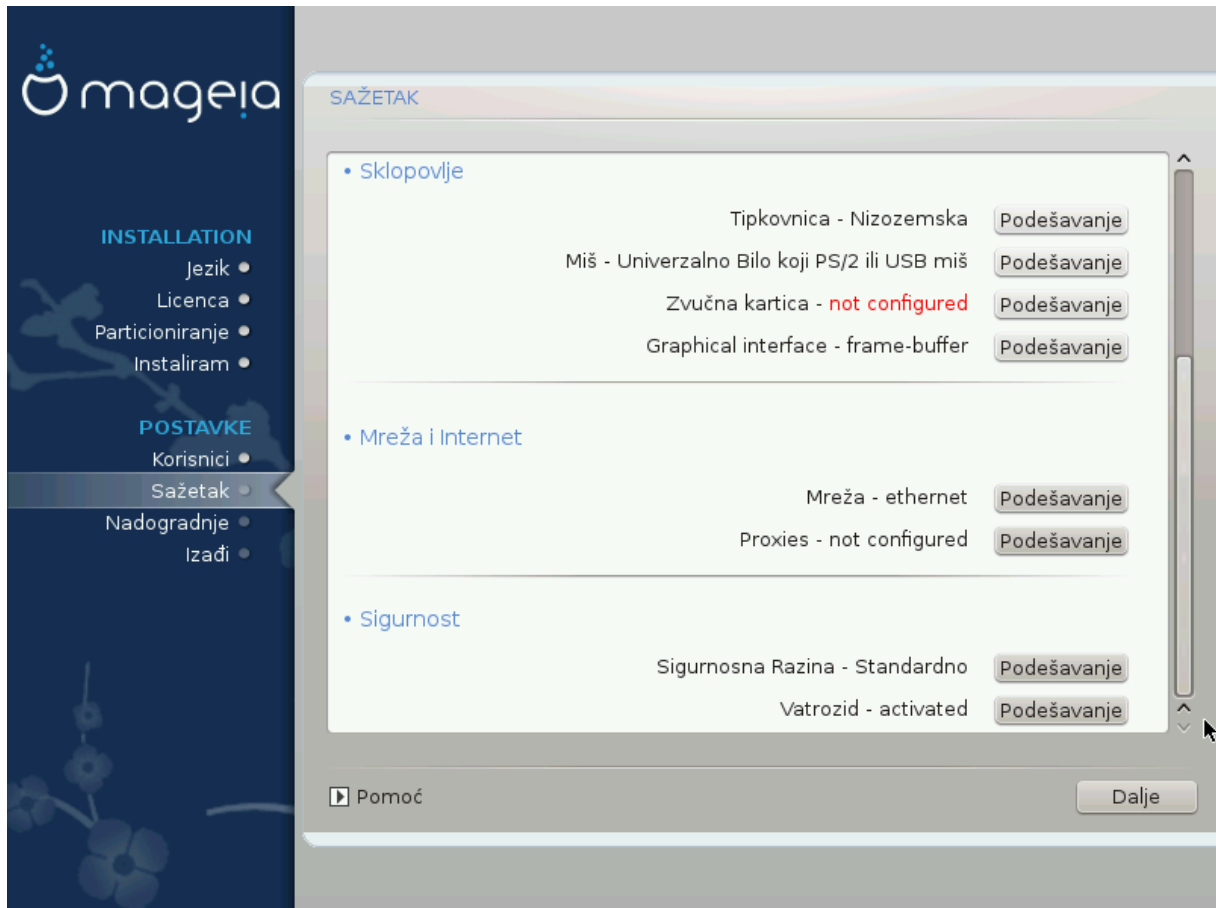 mageia
INSTALLATION
Jezik
Licenca
Particioniranje
Instaliram
POSTAVKE
Korisnici
Sažetak
Nadogradnje
Izađi
SAŽETAK
• Sklopovlje
Tipkovnica - Nizozemska Podešavanje
Miš - Univerzalno Bilo koji PS/2 ili USB miš Podešavanje
Zvučna kartica - not configured Podešavanje
Graphical interface - frame-buffer Podešavanje
• Mreža i Internet
Mreža - ethernet Podešavanje
Proxies - not configured Podešavanje
• Sigurnost
Sigurnosna Razina - Standardno Podešavanje
Vatrozid - activated Podešavanje
Pomoć
Dalje